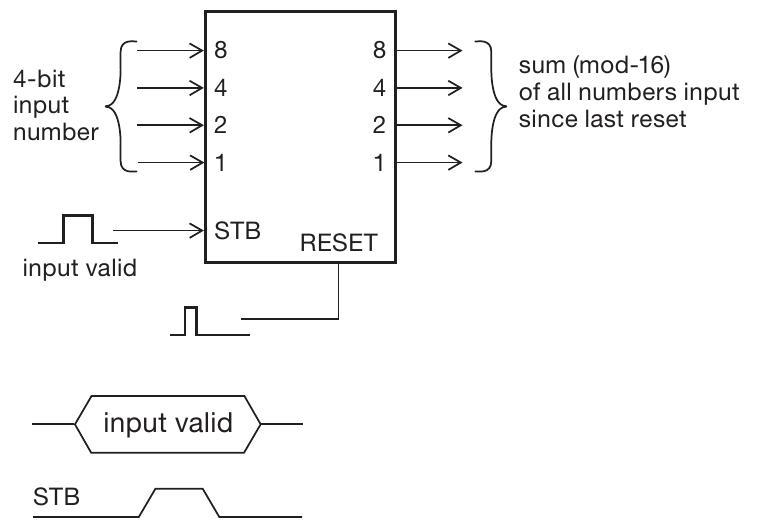 4-bit
input
number
8
4
2
1
STB
8
4
2
1
RESET
sum (mod-16)
of all numbers input
since last reset
input valid
input valid
STB